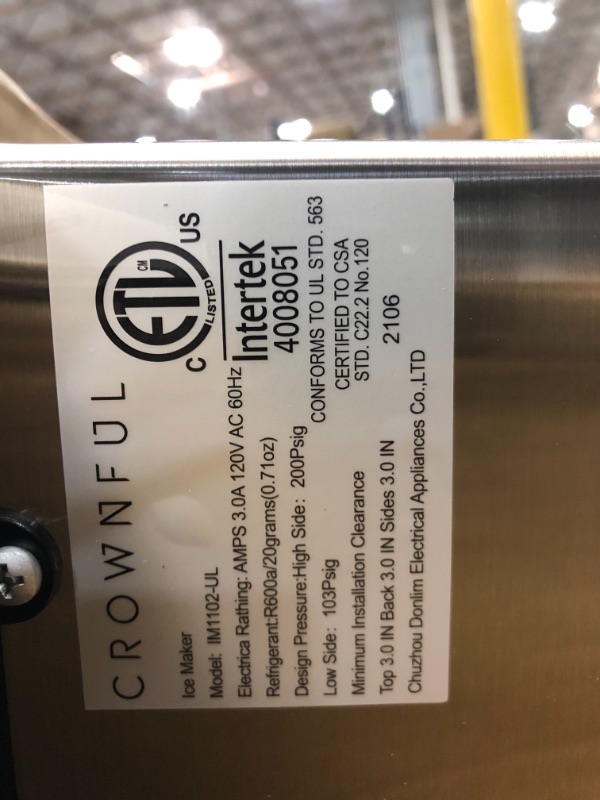 CROWNFUL
Ice Maker
Model: IM1102-UL
Electrica Rathing: AMPS 3.0A 120V AC 60Hz
Refrigerant:R600a/20grams(0.71oz)
Design Pressure:High Side: 200Psig
Low Side: 103Psig
Minimum Installation Clearance
Top 3.0 IN Back 3.0 IN Sides 3.0 IN
Chuzhou Donlim Electrical Appliances Co.,LTD
C ETL CM LISTED US
Intertek
4008051
CONFORMS TO UL STD. 563
CERTIFIED TO CSA
STD. C22.2 No.120
2106